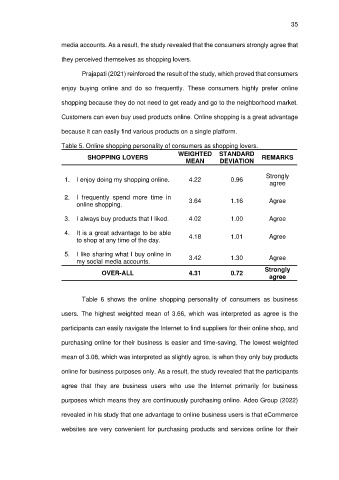 35
media accounts. As a result, the study revealed that the consumers strongly agree that
they perceived themselves as shopping lovers.
Prajapati (2021) reinforced the result of the study, which proved that consumers
enjoy buying online and do so frequently. These consumers highly prefer online
shopping because they do not need to get ready and go to the neighborhood market.
Customers can even buy used products online. Online shopping is a great advantage
because it can easily find various products on a single platform.
Table 5. Online shopping personality of consumers as shopping lovers.
SHOPPING LOVERS WEIGHTED MEAN STANDARD DEVIATION REMARKS
1. I enjoy doing my shopping online. 4.22 0.96 Strongly agree
2. I frequently spend more time in online shopping. 3.64 1.16 Agree
3. I always buy products that I liked. 4.02 1.00 Agree
4. It is a great advantage to be able to shop at any time of the day. 4.18 1.01 Agree
5. I like sharing what I buy online in my social media accounts. 3.42 1.30 Agree
OVER-ALL 4.31 0.72 Strongly agree
Table 6 shows the online shopping personality of consumers as business
users. The highest weighted mean of 3.66, which was interpreted as agree is the
participants can easily navigate the Internet to find suppliers for their online shop, and
purchasing online for their business is easier and time-saving. The lowest weighted
mean of 3.08, which was interpreted as slightly agree, is when they only buy products
online for business purposes only. As a result, the study revealed that the participants
agree that they are business users who use the Internet primarily for business
purposes which means they are continuously purchasing online. Adeo Group (2022)
revealed in his study that one advantage to online business users is that eCommerce
websites are very convenient for purchasing products and services online for their